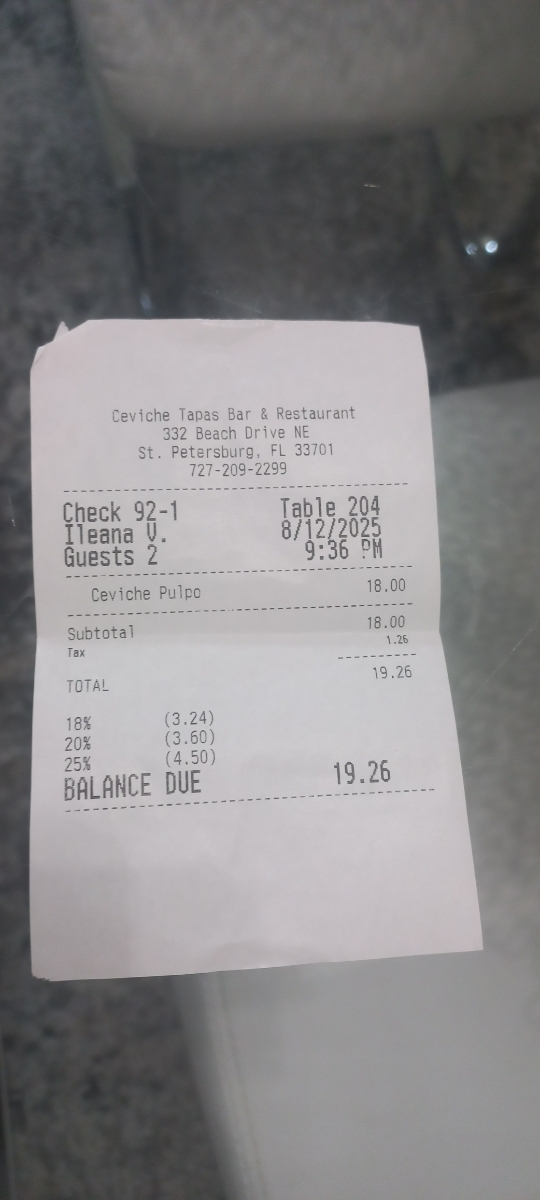 Ceviche Tapas Bar & Restaurant
332 Beach Drive NE
St. Petersburg, FL 33701
727-209-2299
Check 92-1 Table 204
Ileana V. 8/12/2025
Guests 2 9:36 PM
Ceviche Pulpo 18.00
Subtotal 18.00
Tax 1.26
TOTAL 19.26
18% (3.24)
20% (3.60)
25% (4.50)
BALANCE DUE 19.26